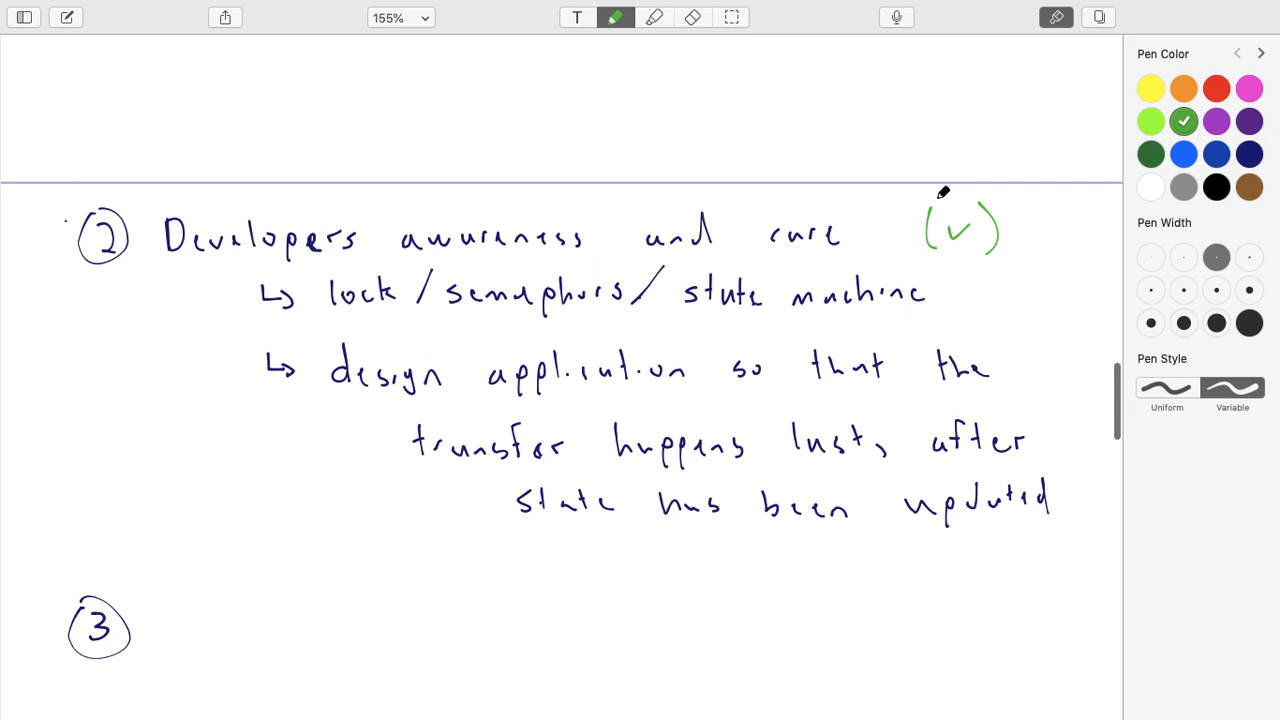 155%
T
Pen Color
② Developers awareness and care (✓)
↳ lock / semaphors / state machine
↳ design application so that the
transfer happens last, after
state has been updated
③
Pen Width
Pen Style
Uniform Variable